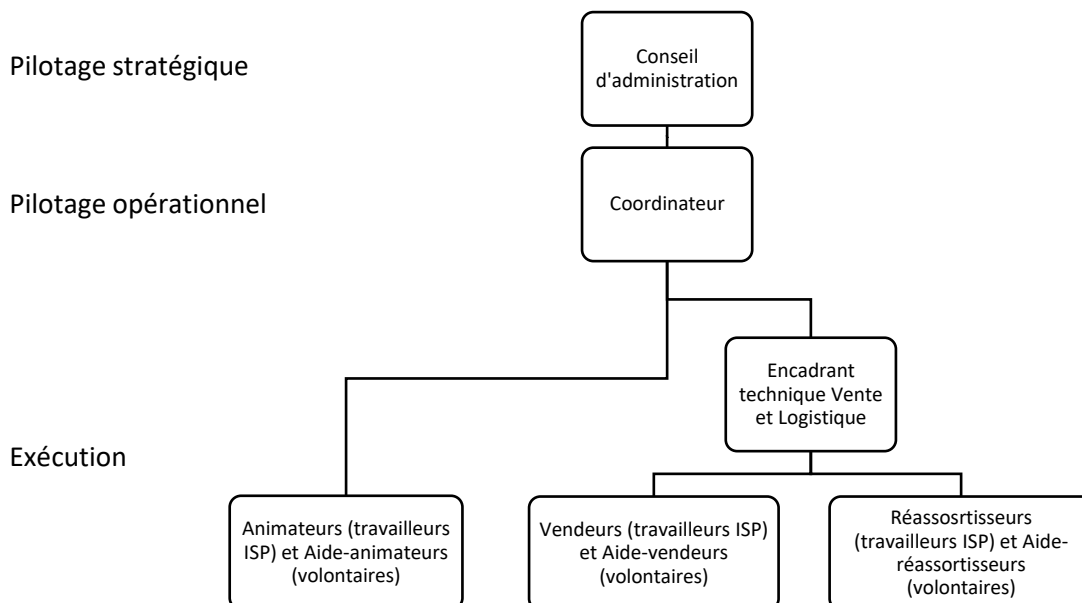 Pilotage stratégique
Conseil
d'administration
Pilotage opérationnel
Coordinateur
Encadrant
technique Vente
et Logistique
Exécution
Animateurs (travailleurs
ISP) et Aide-animateurs
(volontaires)
Vendeurs (travailleurs ISP)
et Aide-vendeurs
(volontaires)
Réassosrtisseurs
(travailleurs ISP) et Aide-
réassortisseurs
(volontaires)